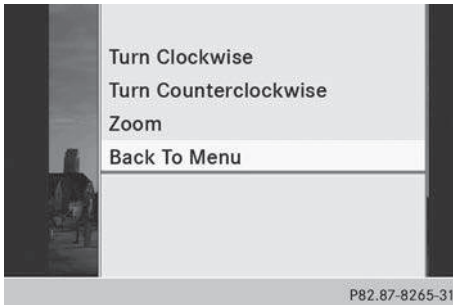 Turn Clockwise
Turn Counterclockwise
Zoom
Back To Menu
P82.87-8265-31